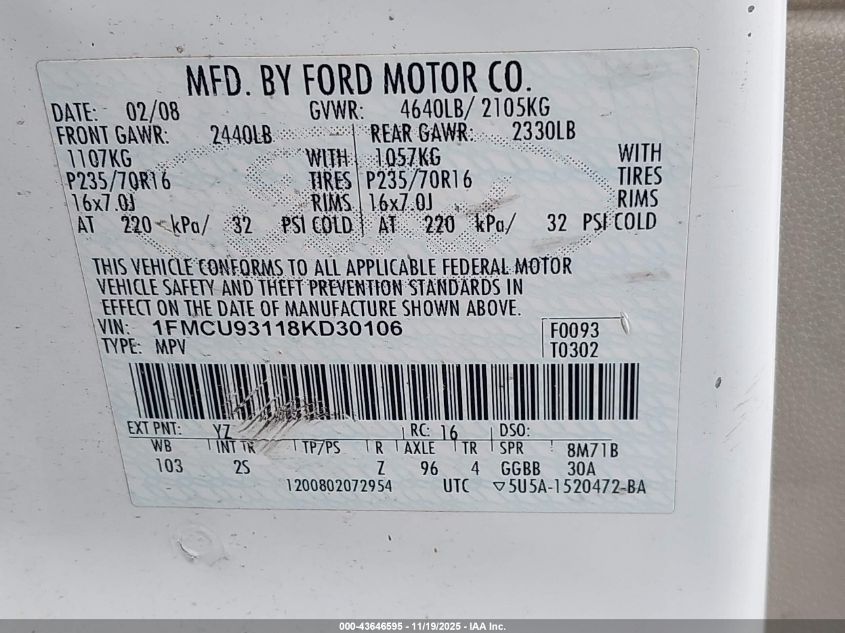 MFD. BY FORD MOTOR CO.
DATE: 02/08 GVWR: 4640LB/ 2105KG
FRONT GAWR: 2440LB REAR GAWR: 2330LB
1107KG WITH 1057KG WITH
P235/70R16 TIRES P235/70R16 TIRES
16x7.0J RIMS 16x7.0J RIMS
AT 220 kPa/ 32 PSI COLD AT 220 kPa/ 32 PSI COLD
THIS VEHICLE CONFORMS TO ALL APPLICABLE FEDERAL MOTOR
VEHICLE SAFETY AND THEFT PREVENTION STANDARDS IN
EFFECT ON THE DATE OF MANUFACTURE SHOWN ABOVE.
VIN: 1FMCU93118KD30106 F0093
TYPE: MPV T0302
EXT PNT: YZ RC: 16 DSO:
WB INT TR TP/PS R AXLE TR SPR 8M71B
103 2S Z 96 4 GGBB 30A
1200802072954 UTC ▽5U5A-1520472-BA
000-43646595 - 11/19/2025 - IAA Inc.